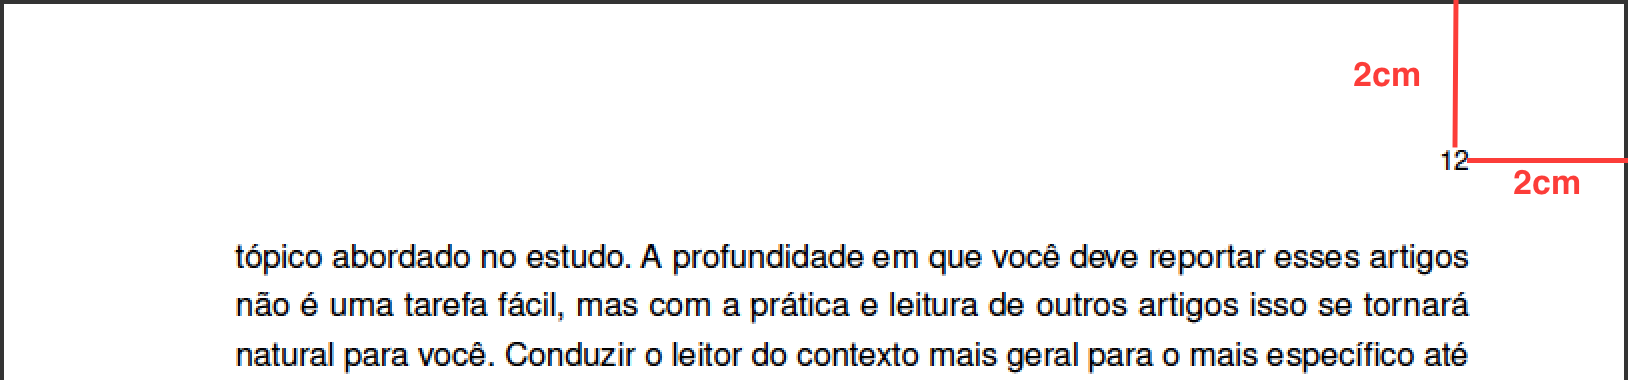 2cm
12
2cm
tópico abordado no estudo. A profundidade em que você deve reportar esses artigos
não é uma tarefa fácil, mas com a prática e leitura de outros artigos isso se tornará
natural para você. Conduzir o leitor do contexto mais geral para o mais específico até